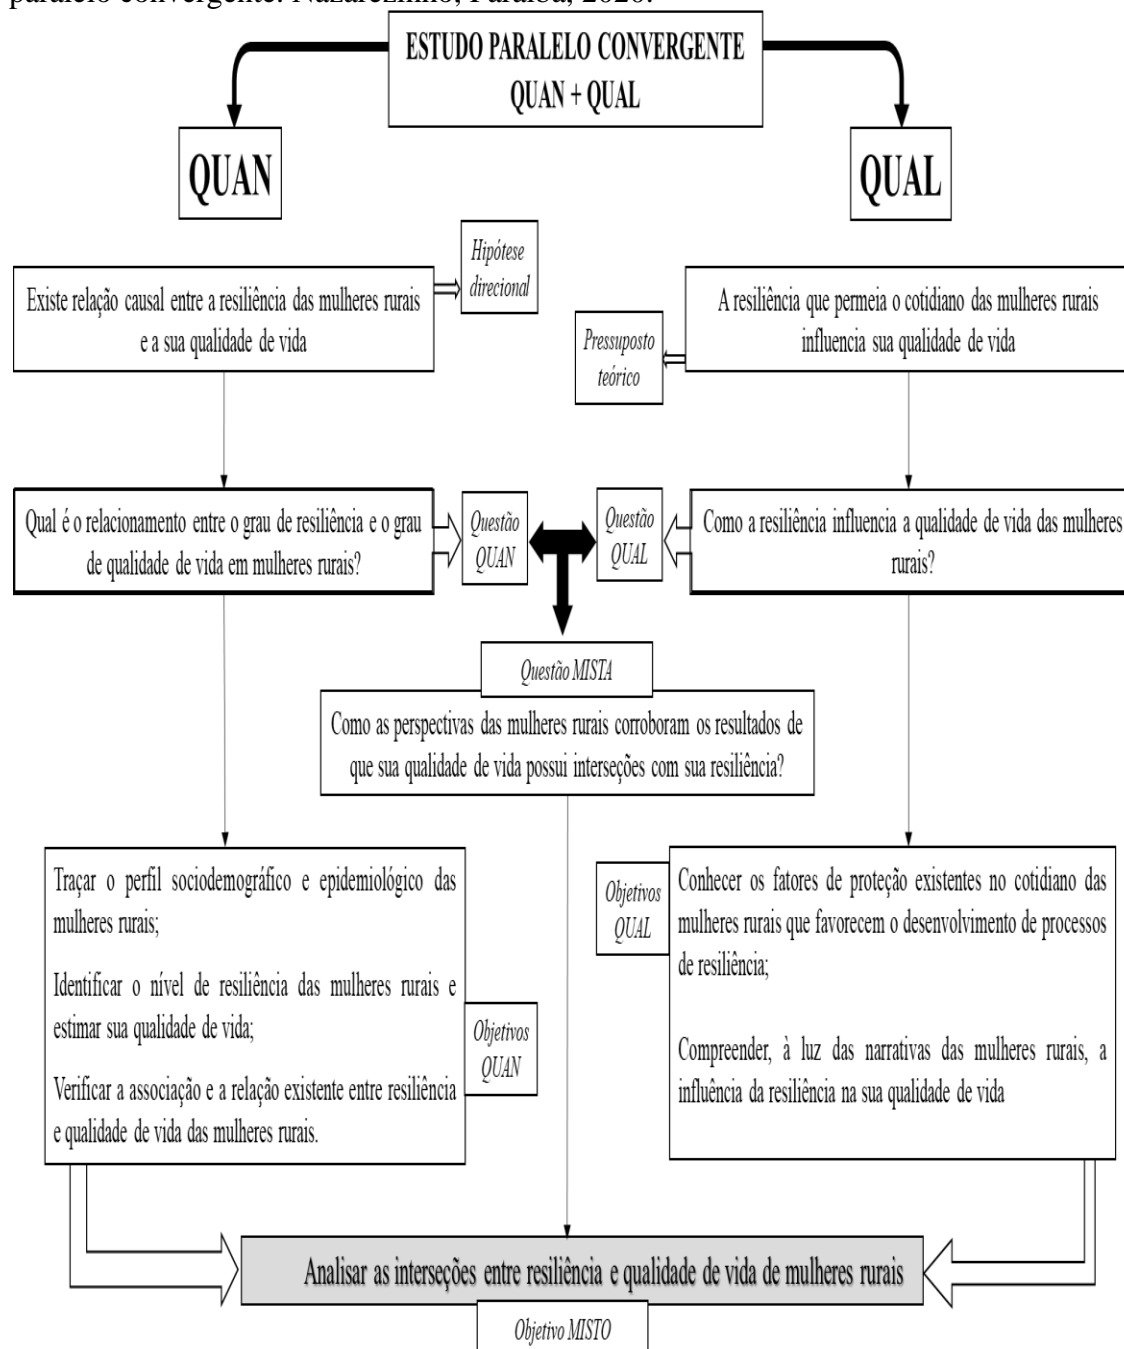 paralelo convergente. Nazarezinho, Paraíba, 2020.
ESTUDO PARALELO CONVERGENTE
QUAN + QUAL
QUAN
QUAL
Hipótese
direcional
Existe relação causal entre a resiliência das mulheres rurais
e a sua qualidade de vida
A resiliência que permeia o cotidiano das mulheres rurais
influencia sua qualidade de vida
Pressuposto
teórico
Qual é o relacionamento entre o grau de resiliência e o grau
de qualidade de vida em mulheres rurais?
Questão
QUAN
Questão
QUAL
Como a resiliência influencia a qualidade de vida das mulheres
rurais?
Questão MISTA
Como as perspectivas das mulheres rurais corroboram os resultados de
que sua qualidade de vida possui interseções com sua resiliência?
Traçar o perfil sociodemográfico e epidemiológico das
mulheres rurais;
Identificar o nível de resiliência das mulheres rurais e
estimar sua qualidade de vida;
Verificar a associação e a relação existente entre resiliência
e qualidade de vida das mulheres rurais.
Objetivos
QUAN
Objetivos
QUAL
Conhecer os fatores de proteção existentes no cotidiano das
mulheres rurais que favorecem o desenvolvimento de processos
de resiliência;
Compreender, à luz das narrativas das mulheres rurais, a
influência da resiliência na sua qualidade de vida
Analisar as interseções entre resiliência e qualidade de vida de mulheres rurais
Objetivo MISTO